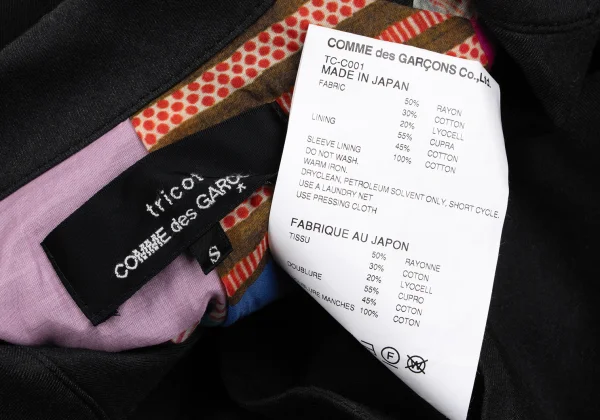 COMME des GARÇONS Co.,Ltd.
TC-C001
MADE IN JAPAN
FABRIC
50% RAYON
30% COTTON
20% LYOCELL
LINING
55% CUPRA
45% COTTON
SLEEVE LINING 100% COTTON
DO NOT WASH.
WARM IRON.
DRYCLEAN, PETROLEUM SOLVENT ONLY, SHORT CYCLE.
USE A LAUNDRY NET
USE PRESSING CLOTH
FABRIQUE AU JAPON
TISSU
50% RAYONNE
30% COTON
20% LYOCELL
DOUBLURE
55% CUPRO
45% COTON
MANCHES 100% COTON
F
W
tricot
COMME des GARÇ
S